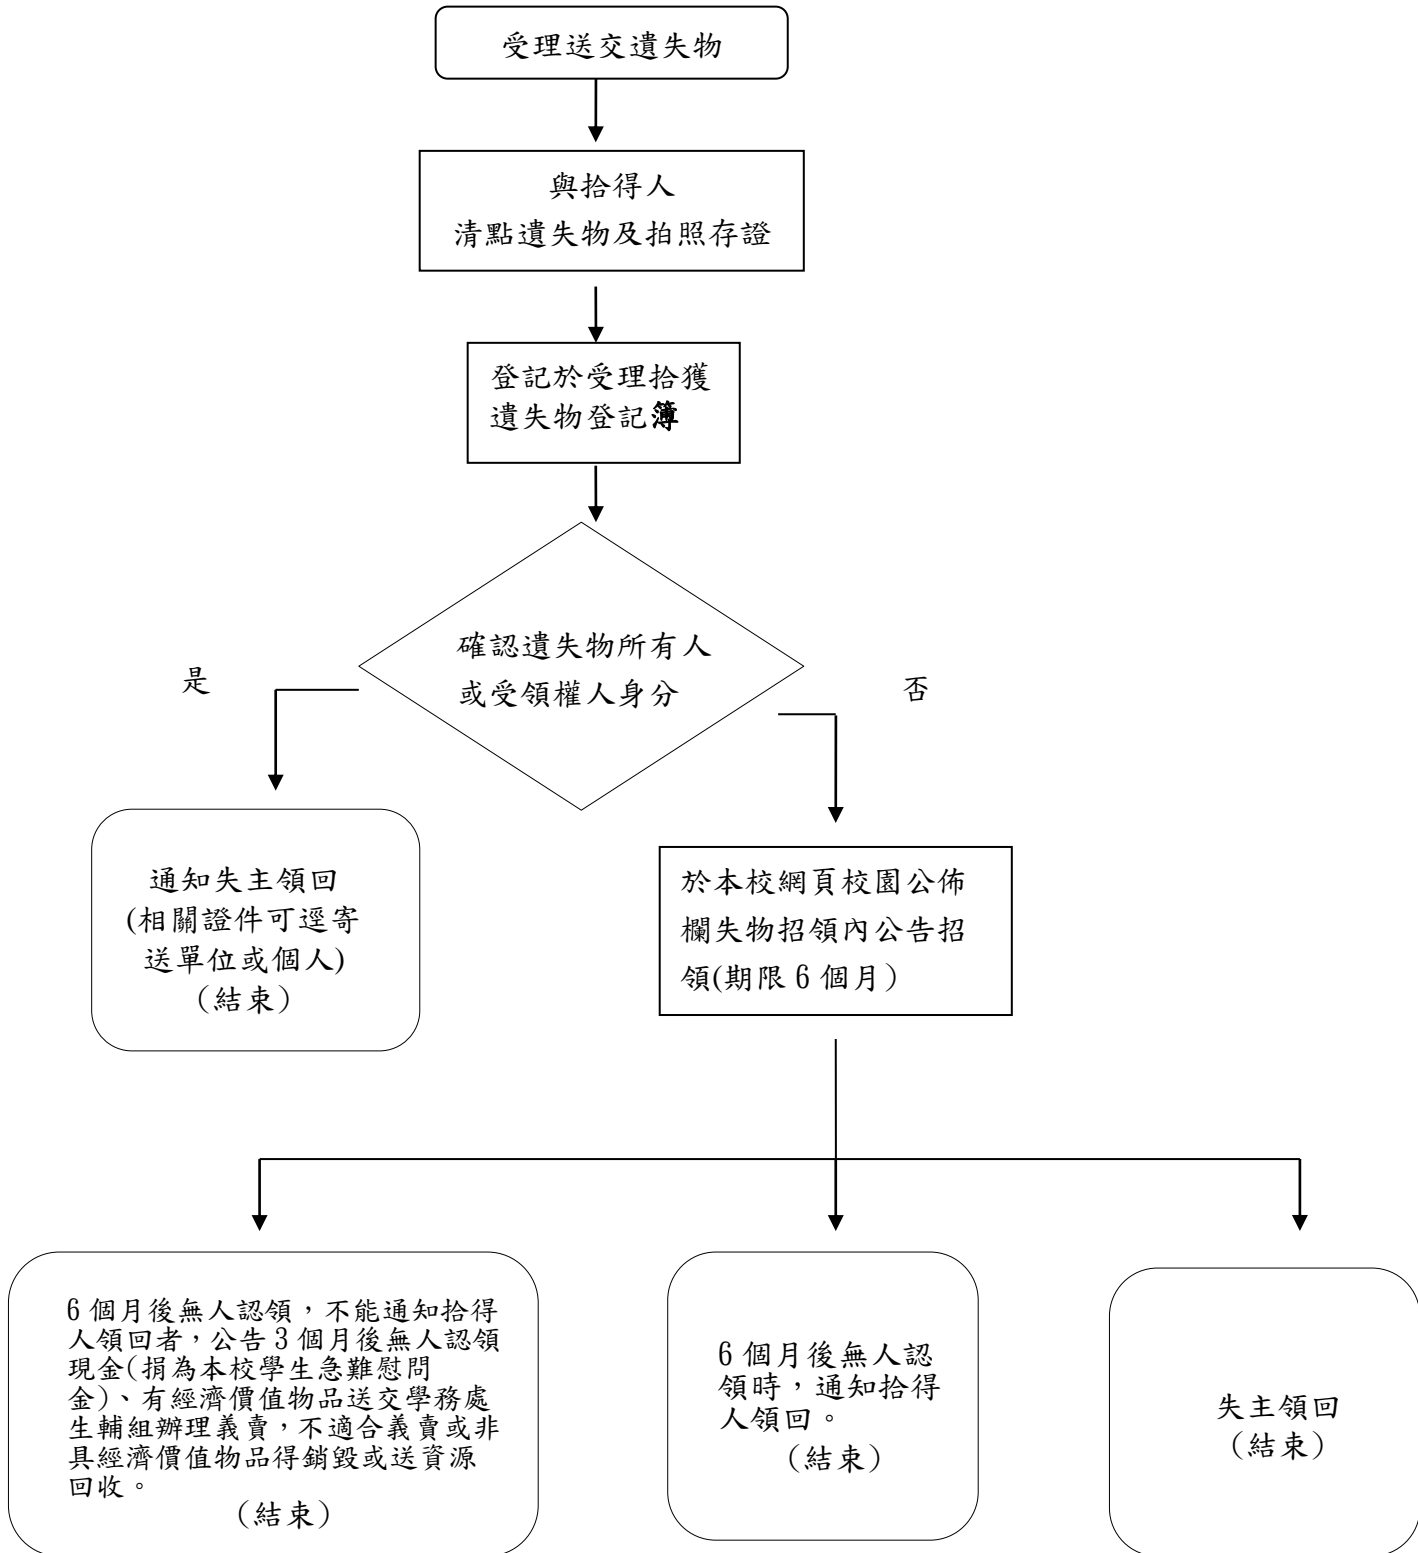 受理送交遺失物
與拾得人
清點遺失物及拍照存證
登記於受理拾獲
遺失物登記簿
確認遺失物所有人
或受領權人身分
是
否
通知失主領回
(相關證件可逕寄
送單位或個人)
（結束）
於本校網頁校園公佈
欄失物招領內公告招
領(期限 6 個月）
6 個月後無人認領，不能通知拾得
人領回者，公告 3 個月後無人認領
現金(捐為本校學生急難慰問
金)、有經濟價值物品送交學務處
生輔組辦理義賣，不適合義賣或非
具經濟價值物品得銷毀或送資源
回收。
（結束）
6 個月後無人認
領時，通知拾得
人領回。
（結束）
失主領回
（結束）